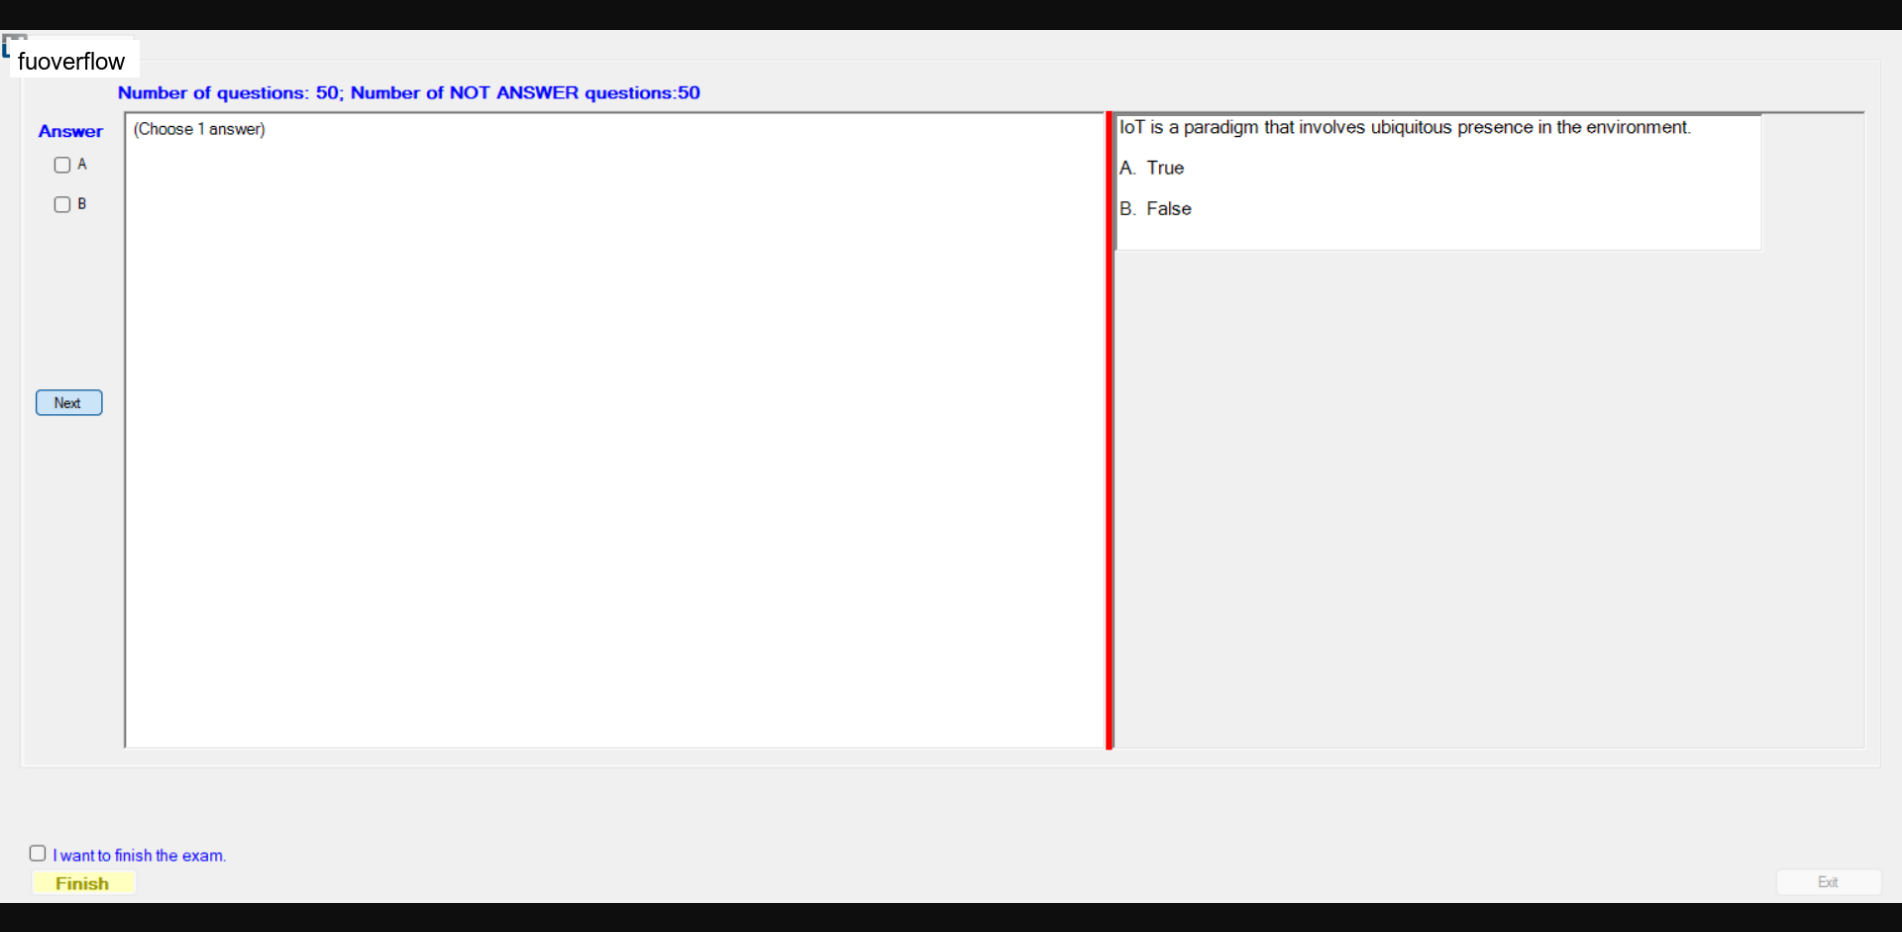 fuoverflow
Number of questions: 50; Number of NOT ANSWER questions:50
Answer
(Choose 1 answer)
A
B
Next
IoT is a paradigm that involves ubiquitous presence in the environment.
A. True
B. False
I want to finish the exam.
Finish
Exit